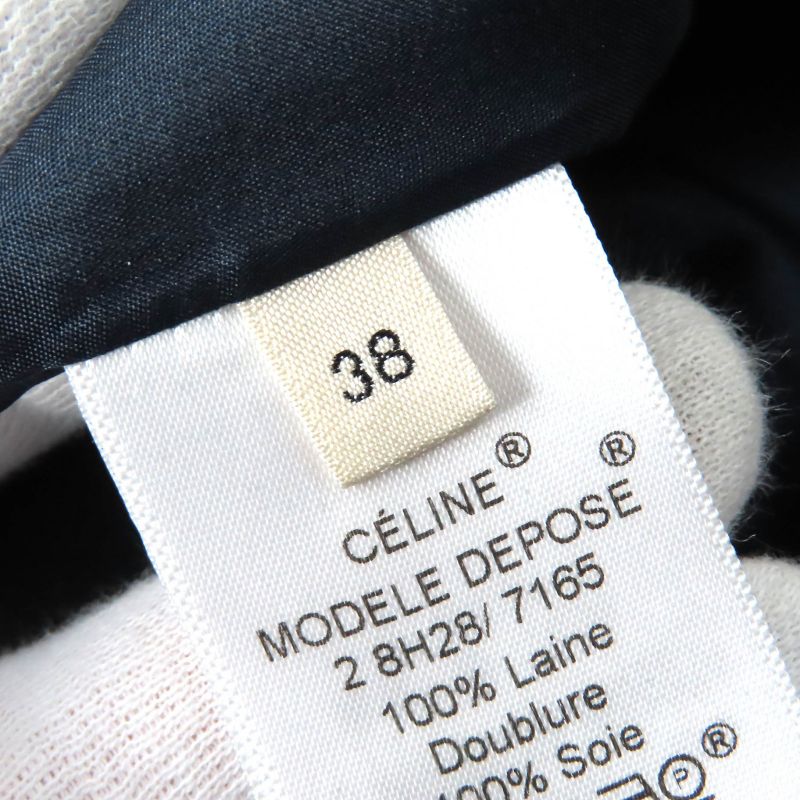 38
CÉLINE®
MODELE DEPOSE®
2 8H28/ 7165
100% Laine
Doublure
100% Soie
P ®